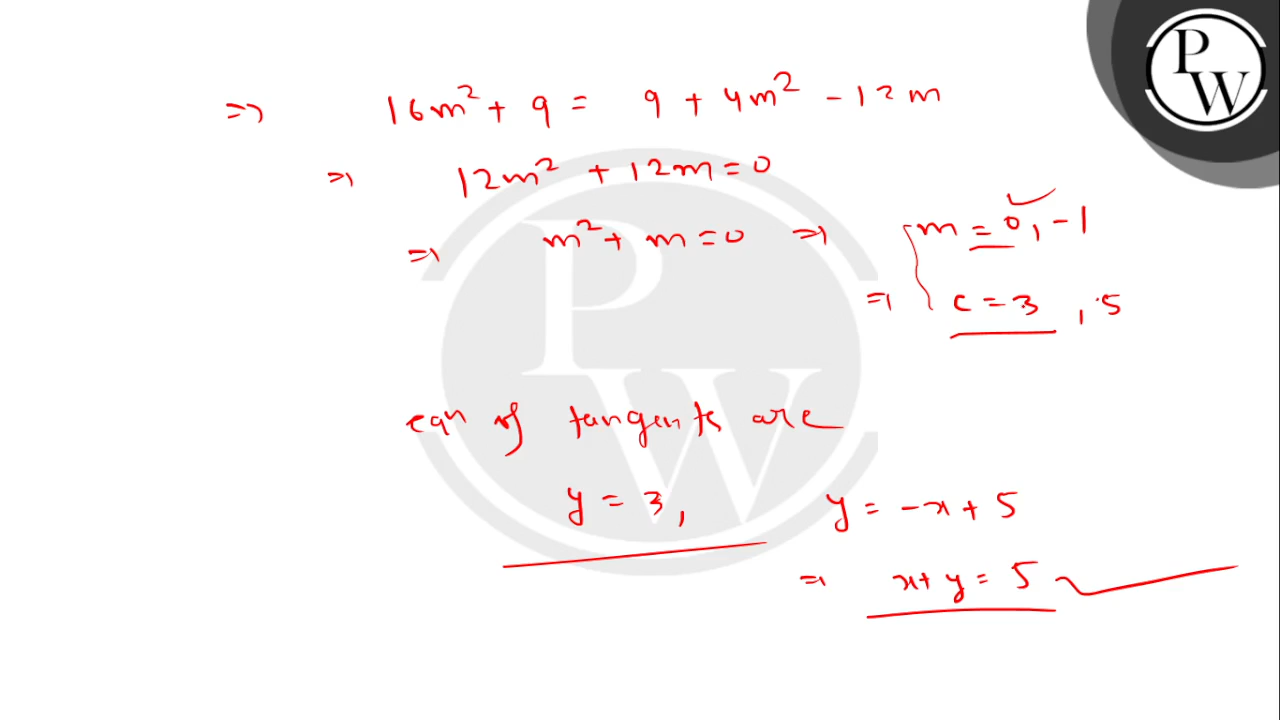 PW
⇒ 16m² + 9 = 9 + 4m² - 12m
⇒ 12m² + 12m = 0
⇒ m² + m = 0 ⇒ m = 0, -1
⇒ c = 3, 5
eqn of tangents are
y = 3, y = -x + 5
⇒ x + y = 5
PW